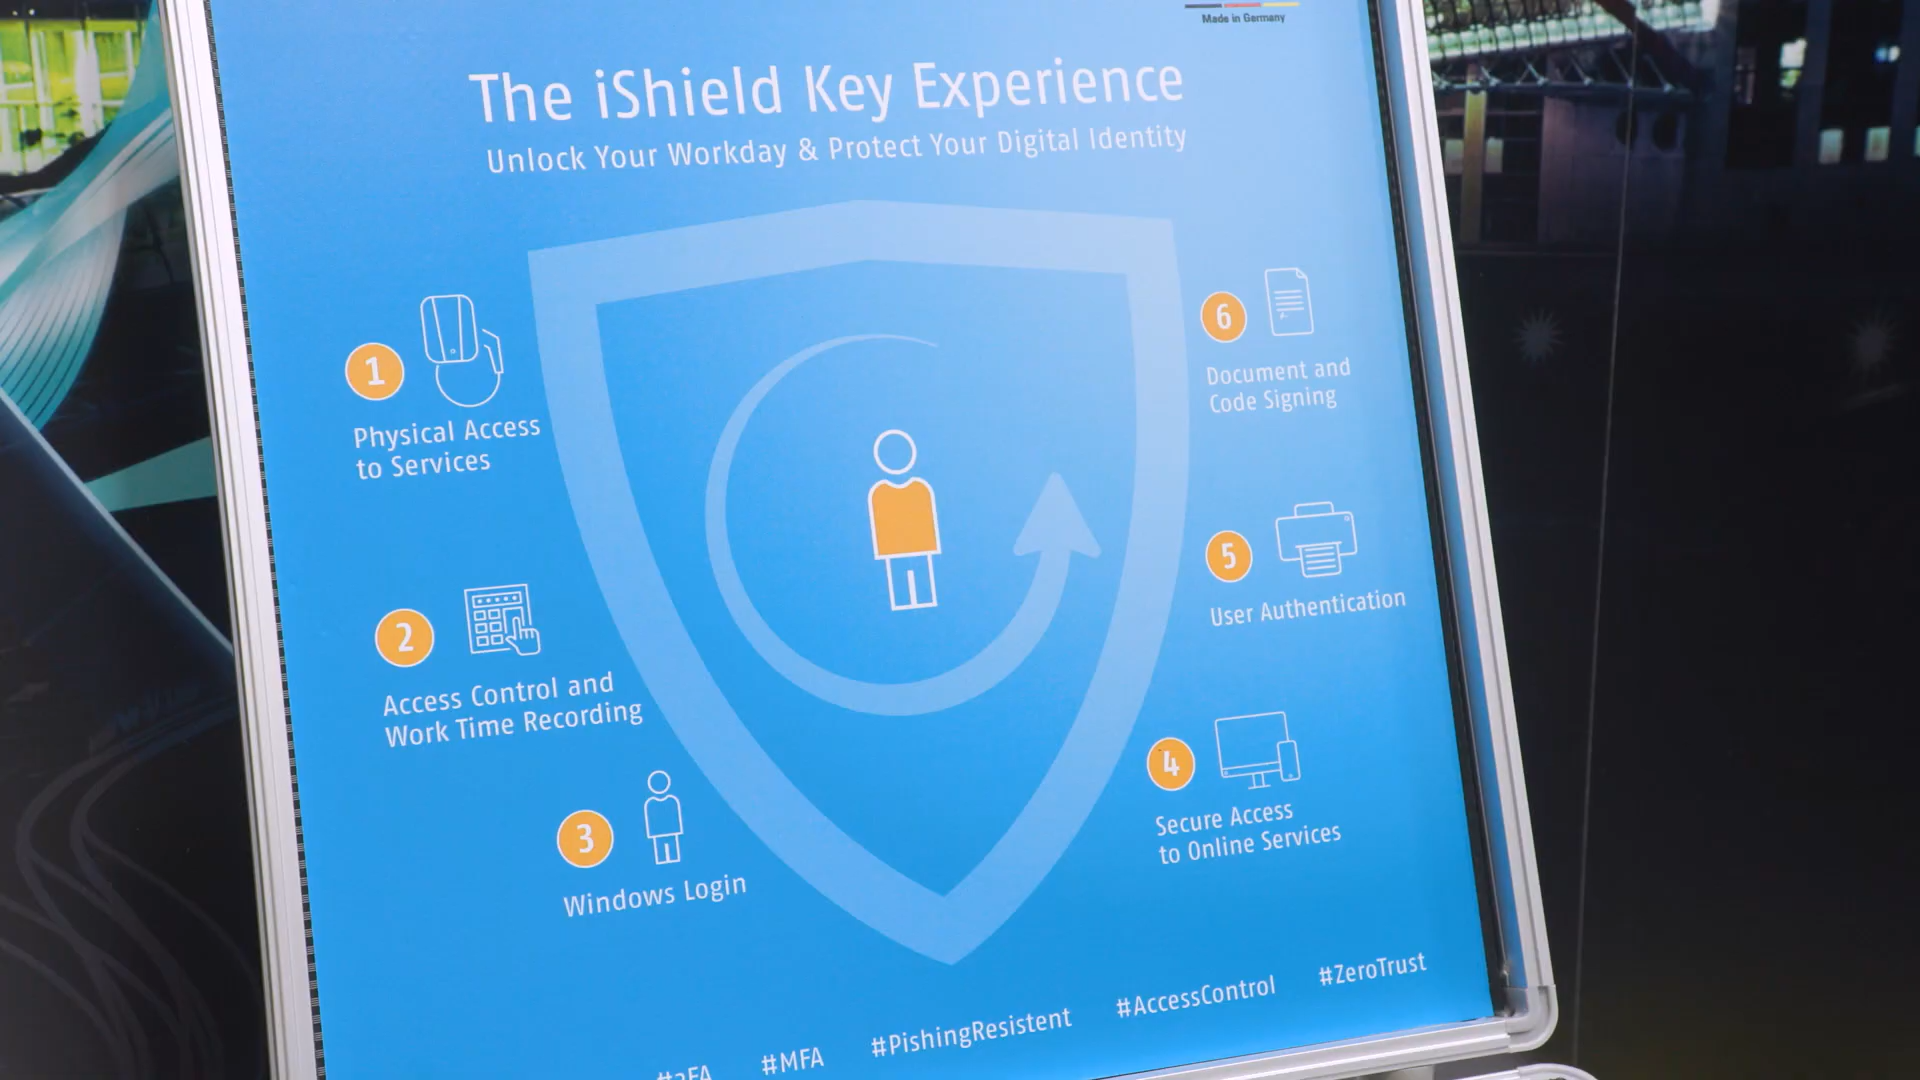 Made in Germany
The iShield Key Experience
Unlock Your Workday & Protect Your Digital Identity
1
Physical Access
to Services
2
Access Control and
Work Time Recording
3
Windows Login
6
Document and
Code Signing
5
User Authentication
4
Secure Access
to Online Services
#MFA
#PishingResistent
#AccessControl
#ZeroTrust